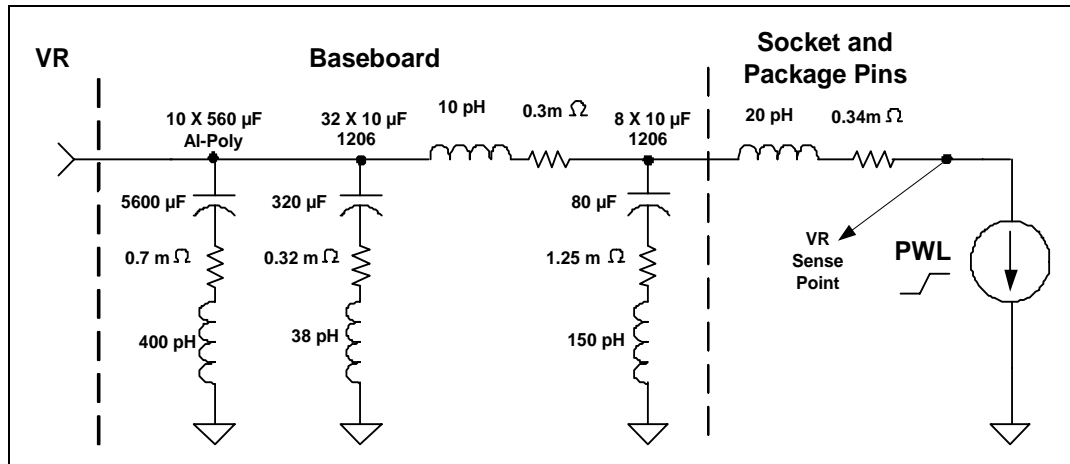 VR
Baseboard
Socket and
Package Pins
10 X 560 µF
Al-Poly
32 X 10 µF
1206
10 pH
0.3m Ω
8 X 10 µF
1206
20 pH
0.34m Ω
5600 µF
320 µF
80 µF
0.7 m Ω
0.32 m Ω
1.25 m Ω
400 pH
38 pH
150 pH
VR
Sense
Point
PWL